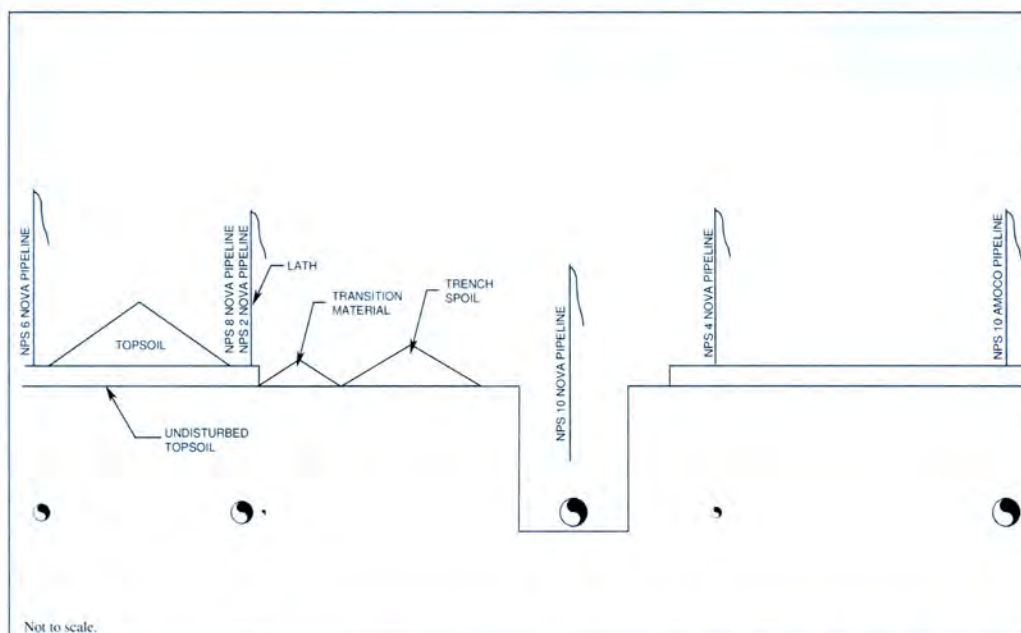 NPS 6 NOVA PIPELINE
TOPSOIL
NPS 8 NOVA PIPELINE
NPS 2 NOVA PIPELINE
LATH
TRANSITION
MATERIAL
TRENCH
SPOIL
NPS 10 NOVA PIPELINE
NPS 4 NOVA PIPELINE
NPS 10 AMOCO PIPELINE
UNDISTURBED
TOPSOIL
Not to scale.